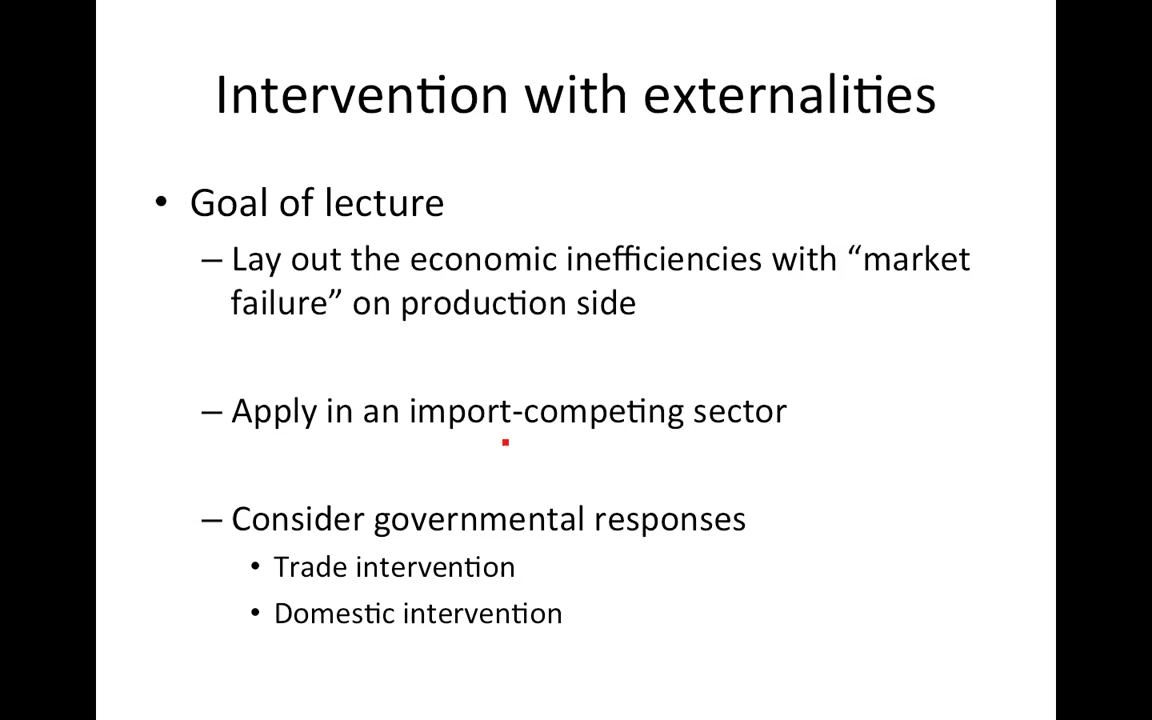 Intervention with externalities
• Goal of lecture
– Lay out the economic inefficiencies with “market
failure” on production side
– Apply in an import-competing sector
– Consider governmental responses
• Trade intervention
• Domestic intervention